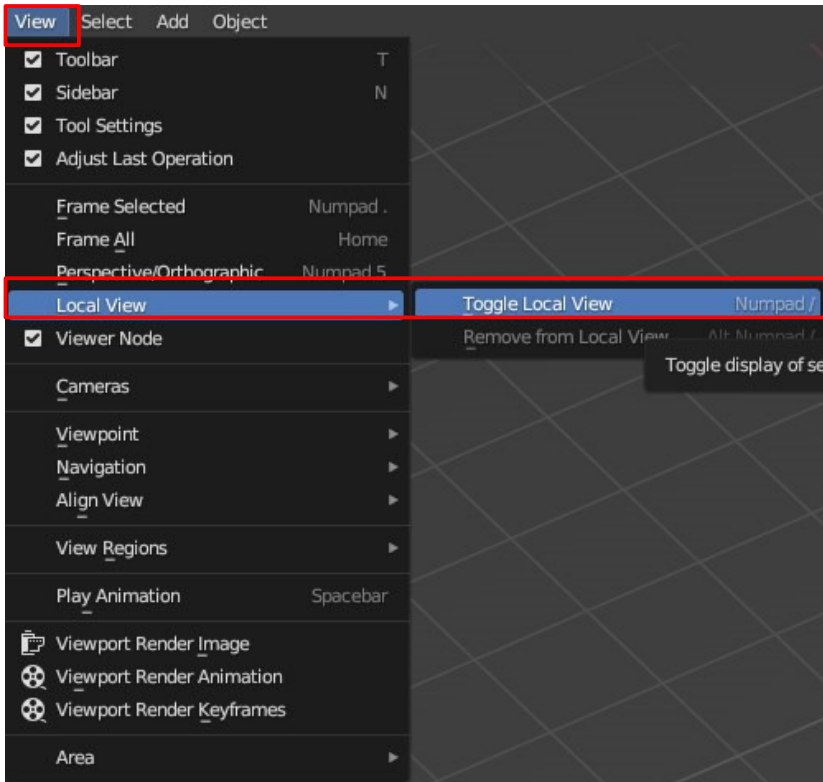 View Select Add Object
Toolbar T
Sidebar N
Tool Settings
Adjust Last Operation
Frame Selected Numpad .
Frame All Home
Perspective/Orthographic Numpad 5
Local View Toggle Local View Numpad /
Viewer Node Remove from Local View Alt Numpad /
Toggle display of se
Cameras
Viewpoint
Navigation
Align View
View Regions
Play Animation Spacebar
Viewport Render Image
Viewport Render Animation
Viewport Render Keyframes
Area